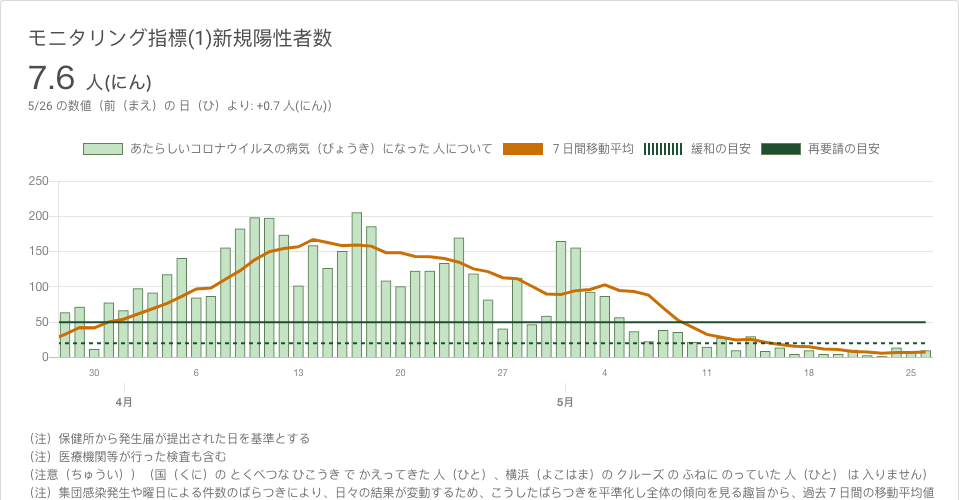 モニタリング指標(1)新規陽性者数
7.6 人(にん)
5/26 の数値（前（まえ）の 日（ひ）より: +0.7 人(にん)）
あたらしいコロナウイルスの病気（びょうき）になった 人について ７日間移動平均 緩和の目安 再要請の目安
250
200
150
100
50
0
30 6 13 20 27 4 11 18 25
4月 5月
（注）保健所から発生届が提出された日を基準とする
（注）医療機関等が行った検査も含む
（注意（ちゅうい））（国（くに）の とくべつな ひこうき で かえってきた 人（ひと）、横浜（よこはま）の クルーズ の ふねに のっていた 人（ひと） は 入りません）
（注）集団感染発生や曜日による件数のばらつきにより、日々の結果が変動するため、こうしたばらつきを平準化し全体の傾向を見る趣旨から、過去７日間の移動平均値